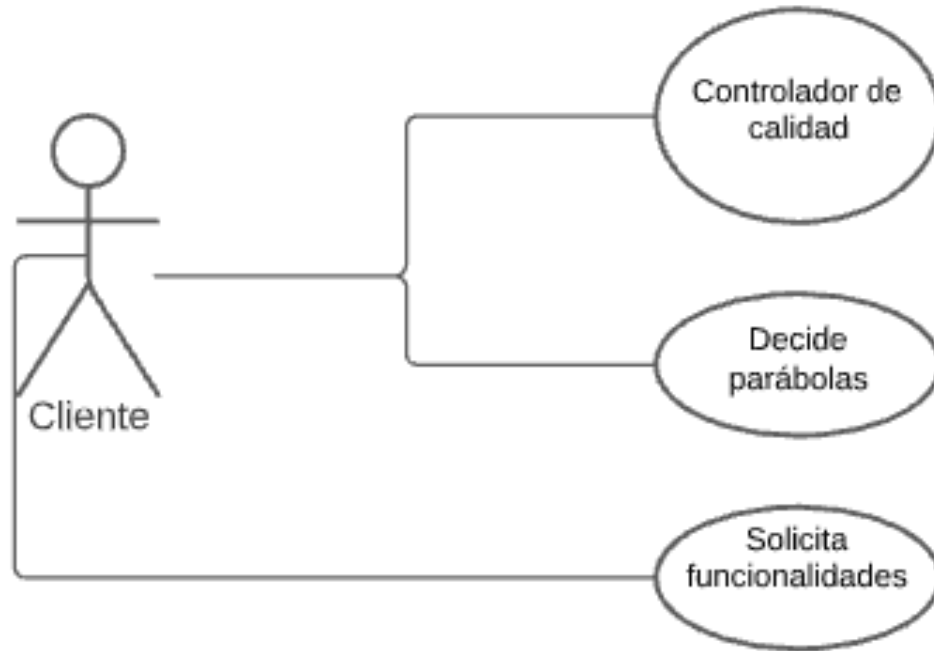 Controlador de
calidad
Decide
parábolas
Cliente
Solicita
funcionalidades